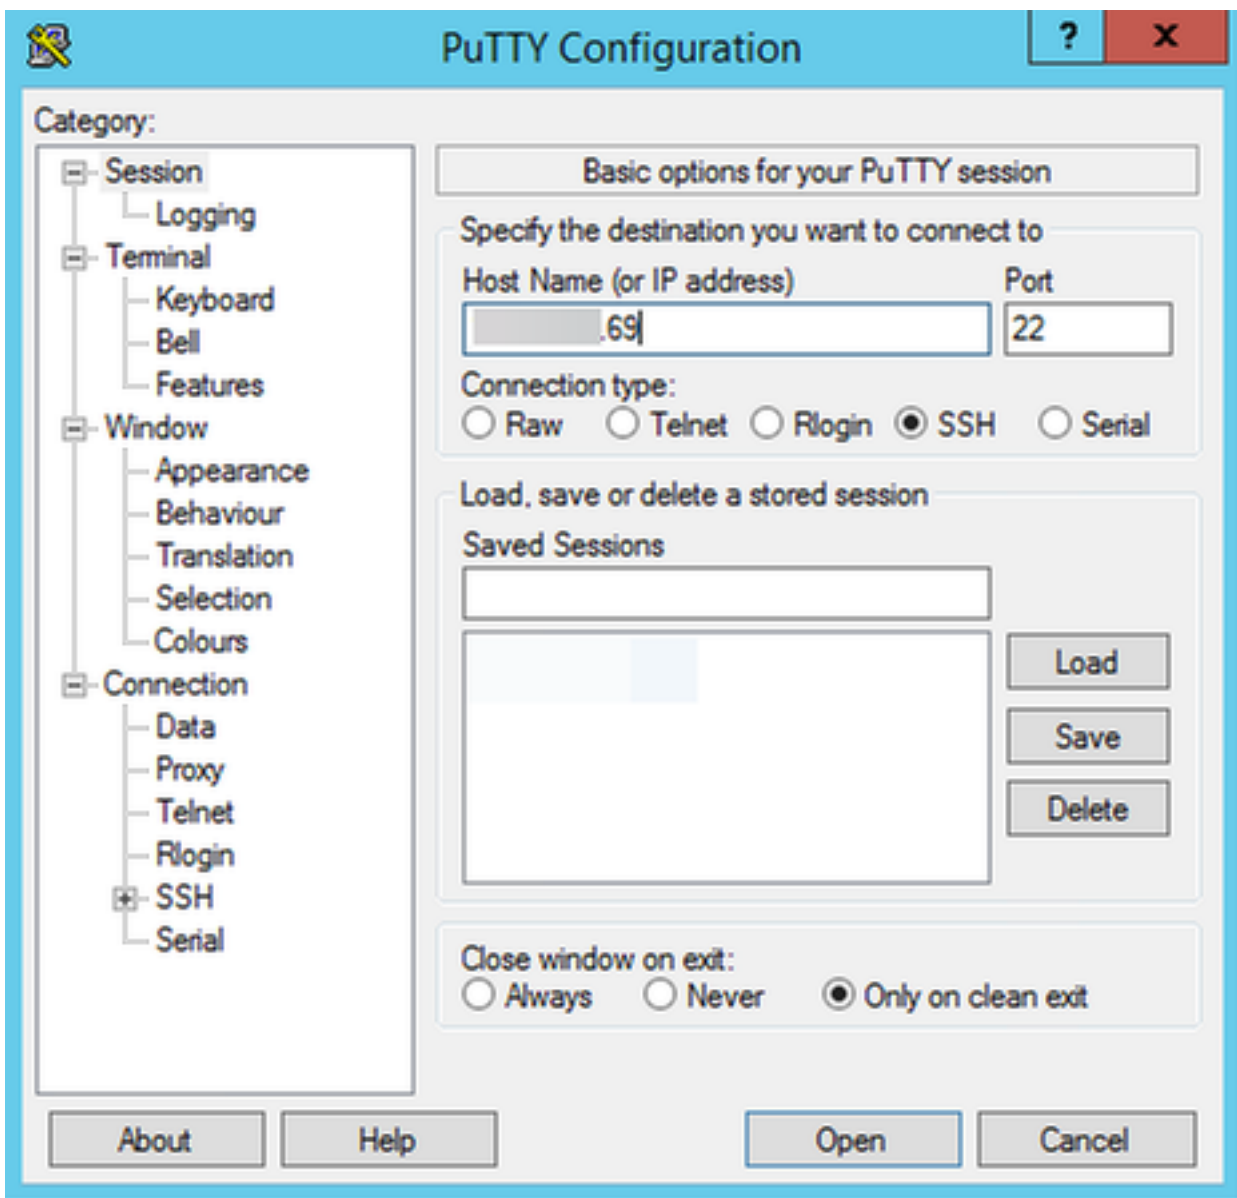 PuTTY Configuration
?
x
Category:
Session
Logging
Terminal
Keyboard
Bell
Features
Window
Appearance
Behaviour
Translation
Selection
Colours
Connection
Data
Proxy
Telnet
Rlogin
SSH
Serial
Basic options for your PuTTY session
Specify the destination you want to connect to
Host Name (or IP address) Port
.69 22
Connection type:
Raw Telnet Rlogin SSH Serial
Load, save or delete a stored session
Saved Sessions
Load
Save
Delete
Close window on exit:
Always Never Only on clean exit
About Help Open Cancel